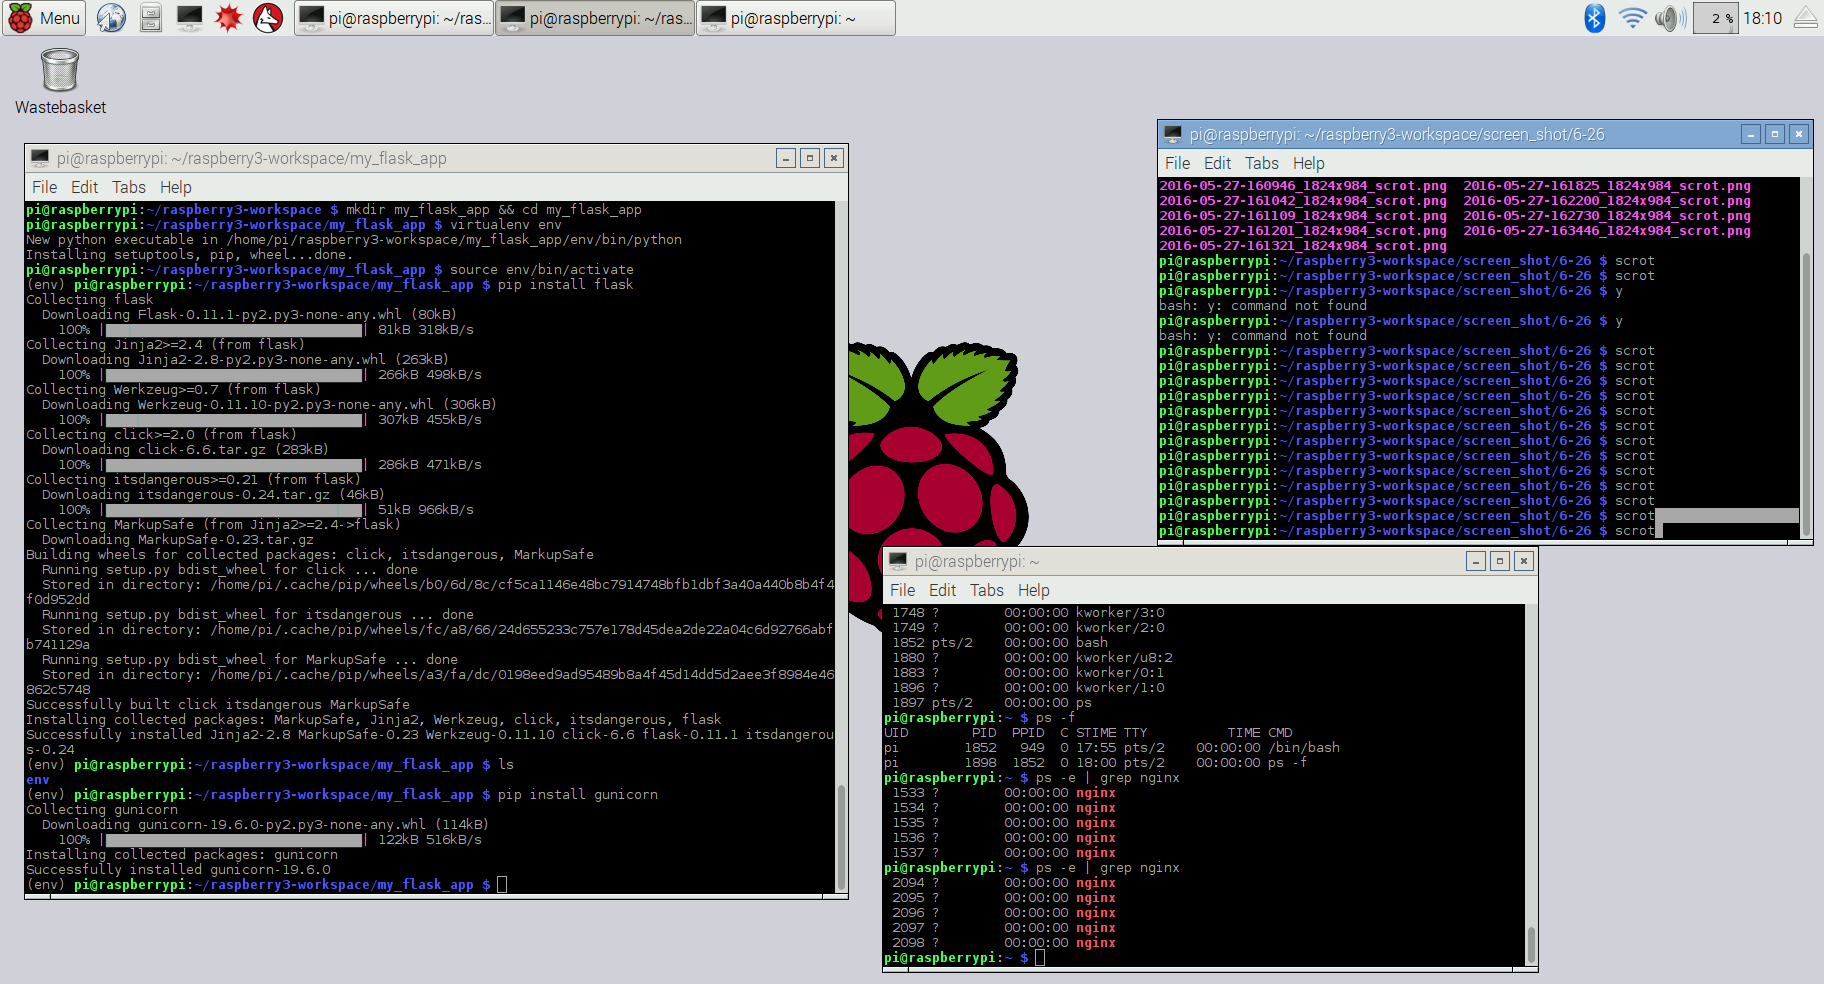 Menu
pi@raspberrypi: ~/ras...
pi@raspberrypi: ~/ras...
pi@raspberrypi: ~
2 %
18:10
Wastebasket
pi@raspberrypi: ~/raspberry3-workspace/my_flask_app
File Edit Tabs Help
pi@raspberrypi:~/raspberry3-workspace $ mkdir my_flask_app && cd my_flask_app
pi@raspberrypi:~/raspberry3-workspace/my_flask_app $ virtualenv env
New python executable in /home/pi/raspberry3-workspace/my_flask_app/env/bin/python
Installing setuptools, pip, wheel...done.
pi@raspberrypi:~/raspberry3-workspace/my_flask_app $ source env/bin/activate
(env) pi@raspberrypi:~/raspberry3-workspace/my_flask_app $ pip install flask
Collecting flask
Downloading Flask-0.11.1-py2.py3-none-any.whl (80kB)
100% | | 81kB 318kB/s
Collecting Jinja2>=2.4 (from flask)
Downloading Jinja2-2.8-py2.py3-none-any.whl (263kB)
100% | | 266kB 498kB/s
Collecting Werkzeug>=0.7 (from flask)
Downloading Werkzeug-0.11.10-py2.py3-none-any.whl (306kB)
100% | | 307kB 455kB/s
Collecting click>=2.0 (from flask)
Downloading click-6.6.tar.gz (283kB)
100% | | 286kB 471kB/s
Collecting itsdangerous>=0.21 (from flask)
Downloading itsdangerous-0.24.tar.gz (46kB)
100% | | 51kB 966kB/s
Collecting MarkupSafe (from Jinja2>=2.4->flask)
Downloading MarkupSafe-0.23.tar.gz
Building wheels for collected packages: click, itsdangerous, MarkupSafe
Running setup.py bdist_wheel for click ... done
Stored in directory: /home/pi/.cache/pip/wheels/b0/6d/8c/cf5ca1146e48bc7914748bfb1dbf3a40a440b8b4f4
f0d952dd
Running setup.py bdist_wheel for itsdangerous ... done
Stored in directory: /home/pi/.cache/pip/wheels/fc/a8/66/24d655233c757e178d45dea2de22a04c6d92766abf
b741129a
Running setup.py bdist_wheel for MarkupSafe ... done
Stored in directory: /home/pi/.cache/pip/wheels/a3/fa/dc/0198eed9ad95489b8a4f45d14dd5d2aee3f8984e46
862c5748
Successfully built click itsdangerous MarkupSafe
Installing collected packages: MarkupSafe, Jinja2, Werkzeug, click, itsdangerous, flask
Successfully installed Jinja2-2.8 MarkupSafe-0.23 Werkzeug-0.11.10 click-6.6 flask-0.11.1 itsdangerou
s-0.24
(env) pi@raspberrypi:~/raspberry3-workspace/my_flask_app $ ls
env
(env) pi@raspberrypi:~/raspberry3-workspace/my_flask_app $ pip install gunicorn
Collecting gunicorn
Downloading gunicorn-19.6.0-py2.py3-none-any.whl (114kB)
100% | | 122kB 516kB/s
Installing collected packages: gunicorn
Successfully installed gunicorn-19.6.0
(env) pi@raspberrypi:~/raspberry3-workspace/my_flask_app $
pi@raspberrypi: ~/raspberry3-workspace/screen_shot/6-26
File Edit Tabs Help
2016-05-27-160946_1824x984_scrot.png 2016-05-27-161825_1824x984_scrot.png
2016-05-27-161042_1824x984_scrot.png 2016-05-27-162200_1824x984_scrot.png
2016-05-27-161109_1824x984_scrot.png 2016-05-27-162730_1824x984_scrot.png
2016-05-27-161201_1824x984_scrot.png 2016-05-27-163446_1824x984_scrot.png
2016-05-27-161321_1824x984_scrot.png
pi@raspberrypi:~/raspberry3-workspace/screen_shot/6-26 $ scrot
pi@raspberrypi:~/raspberry3-workspace/screen_shot/6-26 $ scrot
pi@raspberrypi:~/raspberry3-workspace/screen_shot/6-26 $ y
bash: y: command not found
pi@raspberrypi:~/raspberry3-workspace/screen_shot/6-26 $ y
bash: y: command not found
pi@raspberrypi:~/raspberry3-workspace/screen_shot/6-26 $ scrot
pi@raspberrypi:~/raspberry3-workspace/screen_shot/6-26 $ scrot
pi@raspberrypi:~/raspberry3-workspace/screen_shot/6-26 $ scrot
pi@raspberrypi:~/raspberry3-workspace/screen_shot/6-26 $ scrot
pi@raspberrypi:~/raspberry3-workspace/screen_shot/6-26 $ scrot
pi@raspberrypi:~/raspberry3-workspace/screen_shot/6-26 $ scrot
pi@raspberrypi:~/raspberry3-workspace/screen_shot/6-26 $ scrot
pi@raspberrypi:~/raspberry3-workspace/screen_shot/6-26 $ scrot
pi@raspberrypi:~/raspberry3-workspace/screen_shot/6-26 $ scrot
pi@raspberrypi:~/raspberry3-workspace/screen_shot/6-26 $ scrot
pi@raspberrypi:~/raspberry3-workspace/screen_shot/6-26 $ scrot
pi@raspberrypi:~/raspberry3-workspace/screen_shot/6-26 $ scrot
pi@raspberrypi:~/raspberry3-workspace/screen_shot/6-26 $ scrot
pi@raspberrypi: ~
File Edit Tabs Help
1748 ? 00:00:00 kworker/3:0
1749 ? 00:00:00 kworker/2:0
1852 pts/2 00:00:00 bash
1880 ? 00:00:00 kworker/u8:2
1883 ? 00:00:00 kworker/0:1
1896 ? 00:00:00 kworker/1:0
1897 pts/2 00:00:00 ps
pi@raspberrypi:~ $ ps -f
UID PID PPID C STIME TTY TIME CMD
pi 1852 949 0 17:55 pts/2 00:00:00 /bin/bash
pi 1898 1852 0 18:00 pts/2 00:00:00 ps -f
pi@raspberrypi:~ $ ps -e | grep nginx
1533 ? 00:00:00 nginx
1534 ? 00:00:00 nginx
1535 ? 00:00:00 nginx
1536 ? 00:00:00 nginx
1537 ? 00:00:00 nginx
pi@raspberrypi:~ $ ps -e | grep nginx
2094 ? 00:00:00 nginx
2095 ? 00:00:00 nginx
2096 ? 00:00:00 nginx
2097 ? 00:00:00 nginx
2098 ? 00:00:00 nginx
pi@raspberrypi:~ $